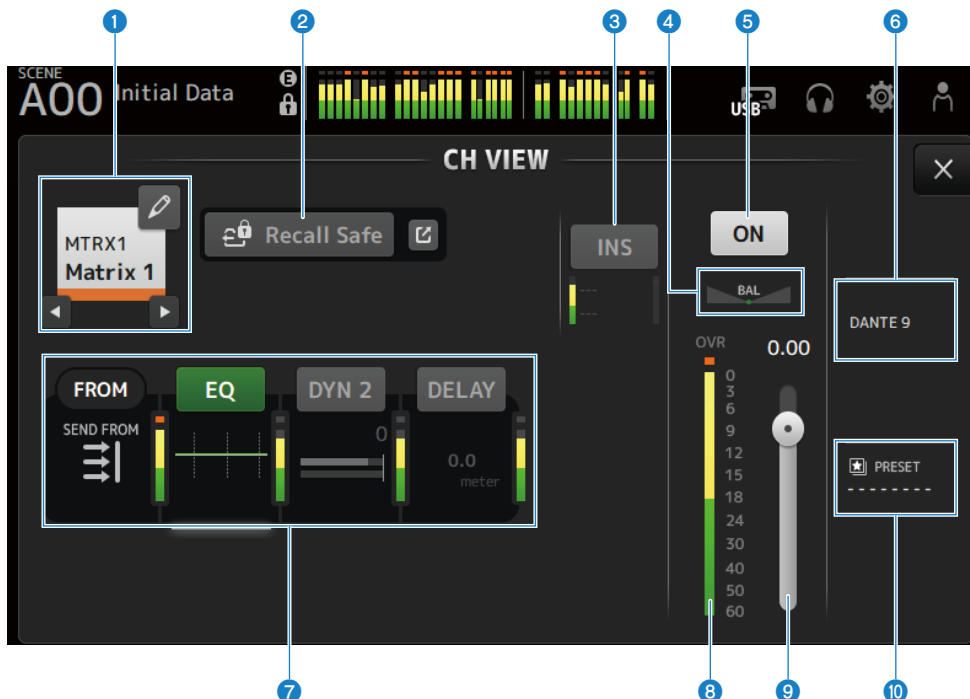 1 2 3 4 5 6
SCENE
A00 Initial Data E
USB
CH VIEW
MTRX1
Matrix 1
Recall Safe
INS
---
---
ON
BAL
DANTE 9
OVR 0.00
0
3
6
9
12
15
18
24
30
40
50
60
FROM EQ DYN 2 DELAY
SEND FROM
0
0.0
meter
PRESET
--------
7 8 9 10